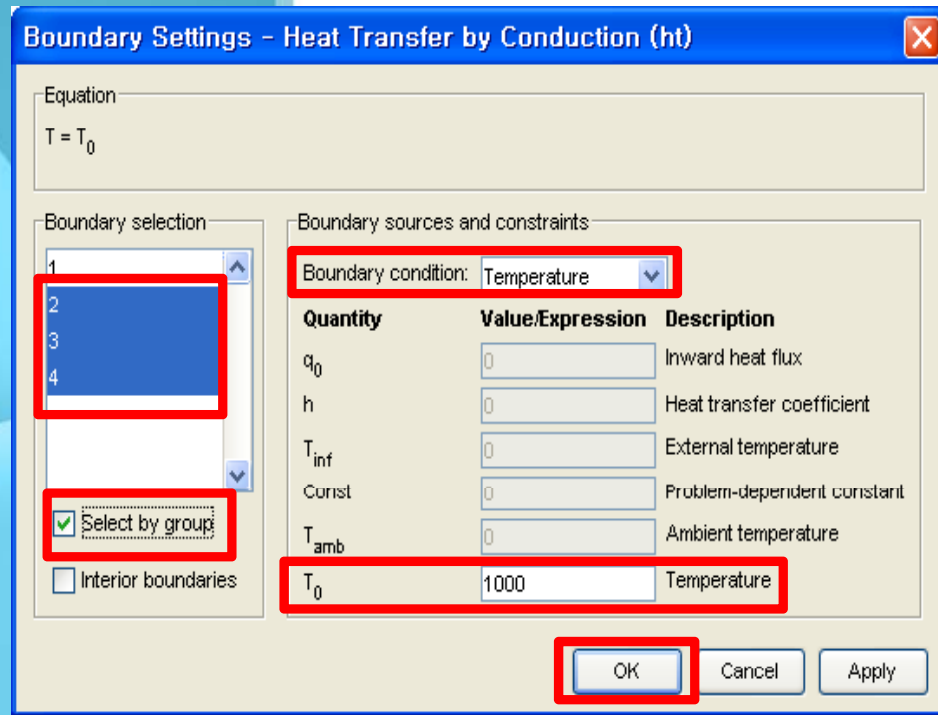 Boundary Settings - Heat Transfer by Conduction (ht)
Equation
T = T0
Boundary selection
1
2
3
4
Select by group
Interior boundaries
Boundary sources and constraints
Boundary condition: Temperature
Quantity Value/Expression Description
q0 0 Inward heat flux
h 0 Heat transfer coefficient
Tinf 0 External temperature
Const 0 Problem-dependent constant
Tamb 0 Ambient temperature
T0 1000 Temperature
OK Cancel Apply